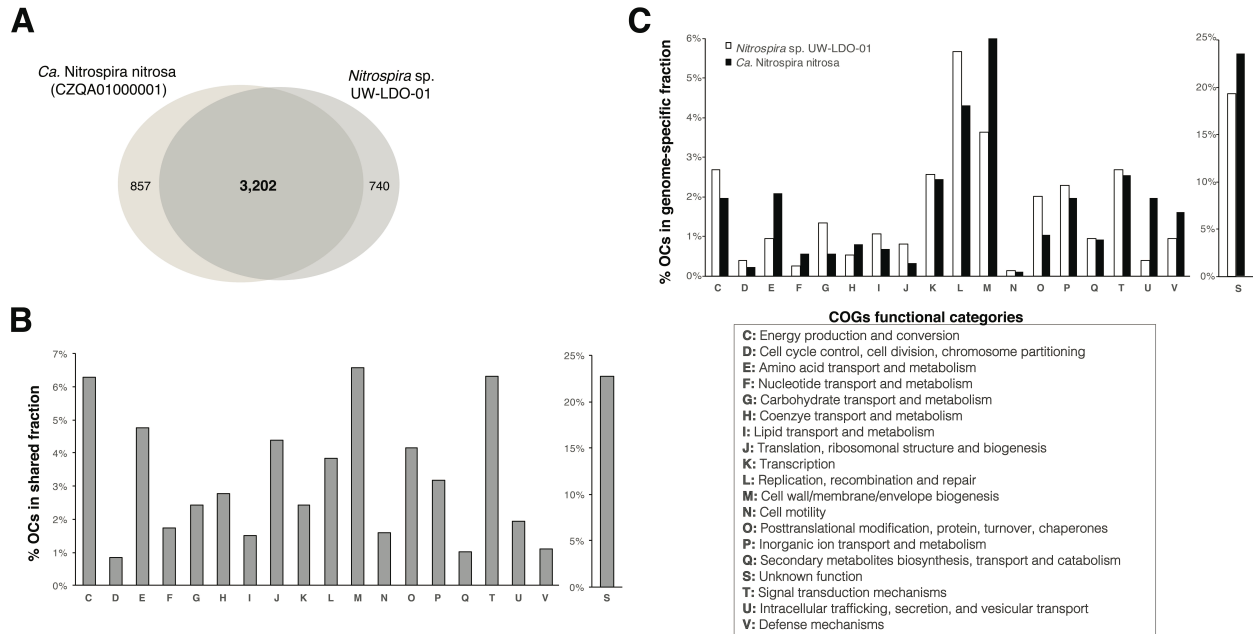 A
Ca. Nitrospira nitrosa
(CZQA01000001)
Nitrospira sp.
UW-LDO-01
857
3,202
740
B
% OCs in shared fraction
7%
6%
5%
4%
3%
2%
1%
0%
C D E F G H I J K L M N O P Q T U V
25%
20%
15%
10%
5%
0%
S
C
% OCs in genome-specific fraction
6%
5%
4%
3%
2%
1%
0%
Nitrospira sp. UW-LDO-01
Ca. Nitrospira nitrosa
C D E F G H I J K L M N O P Q T U V
25%
20%
15%
10%
5%
0%
S
COGs functional categories
C: Energy production and conversion
D: Cell cycle control, cell division, chromosome partitioning
E: Amino acid transport and metabolism
F: Nucleotide transport and metabolism
G: Carbohydrate transport and metabolism
H: Coenzye transport and metabolism
I: Lipid transport and metabolism
J: Translation, ribosomonal structure and biogenesis
K: Transcription
L: Replication, recombination and repair
M: Cell wall/membrane/envelope biogenesis
N: Cell motility
O: Posttranslational modification, protein, turnover, chaperones
P: Inorganic ion transport and metabolism
Q: Secondary metabolites biosynthesis, transport and catabolism
S: Unknown function
T: Signal transduction mechanisms
U: Intracellular trafficking, secretion, and vesicular transport
V: Defense mechanisms